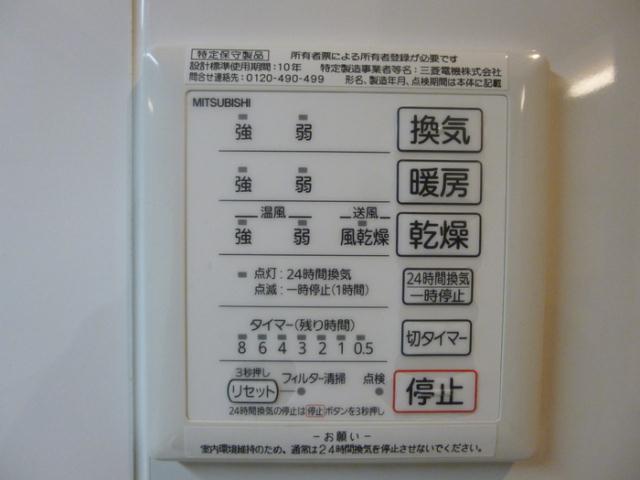 特定保守製品 所有者票による所有者登録が必要です
設計標準使用期間:10年 特定製造事業者等名:三菱電機株式会社
問合せ連絡先:0120-490-499 形名、製造年月、点検期間は本体に記載
MITSUBISHI
強 弱 換気
強 弱 暖房
温風 送風
強 弱 風乾燥 乾燥
点灯:24時間換気
点滅:一時停止(1時間)
24時間換気
一時停止
タイマー(残り時間)
8 6 4 3 2 1 0.5
切タイマー
3秒押し
リセット フィルター清掃 点検 停止
24時間換気の停止は停止ボタンを3秒押し
-お願い-
室内環境維持のため、通常は24時間換気を停止させないでください。